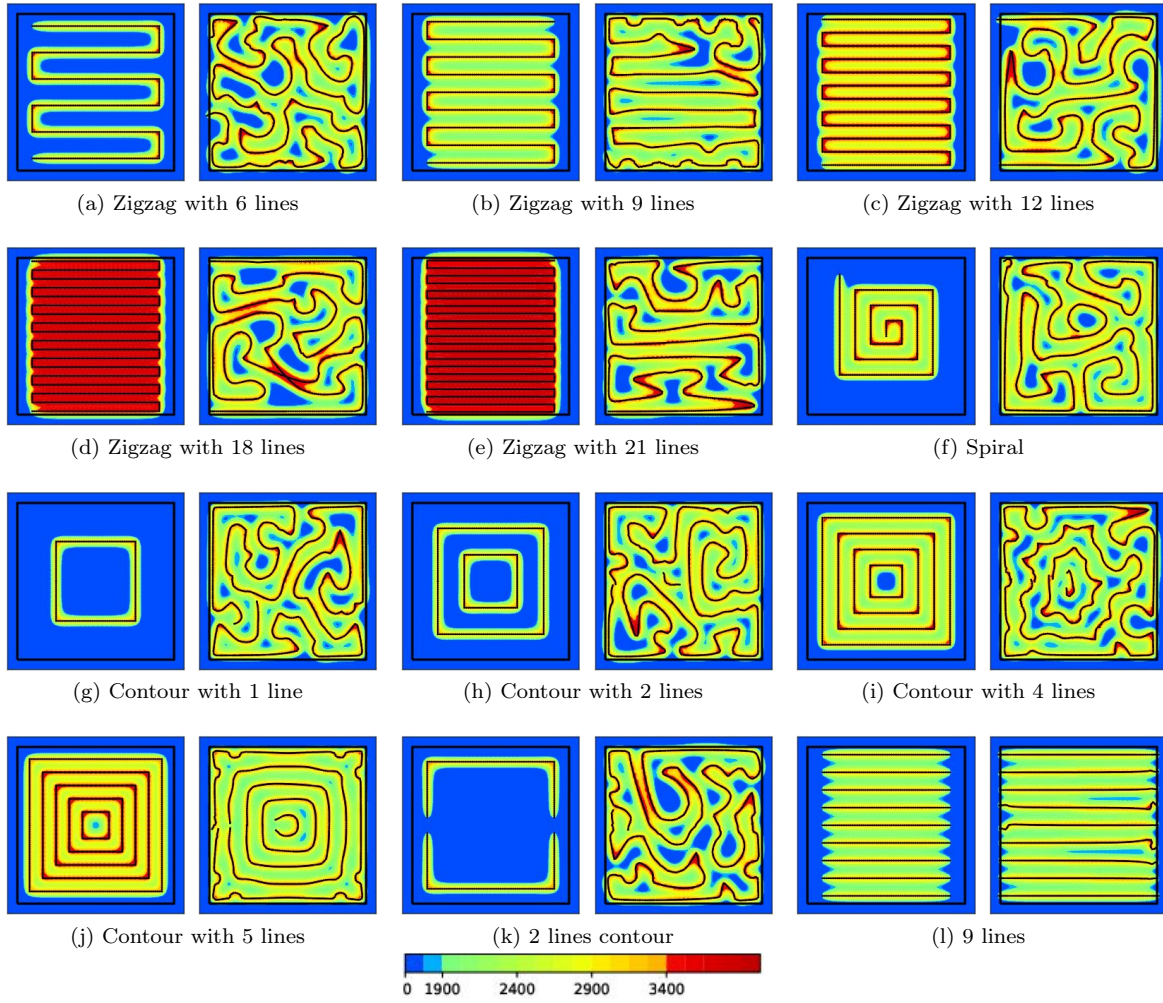 (a) Zigzag with 6 lines
(b) Zigzag with 9 lines
(c) Zigzag with 12 lines
(d) Zigzag with 18 lines
(e) Zigzag with 21 lines
(f) Spiral
(g) Contour with 1 line
(h) Contour with 2 lines
(i) Contour with 4 lines
(j) Contour with 5 lines
(k) 2 lines contour
(l) 9 lines
0 1900 2400 2900 3400